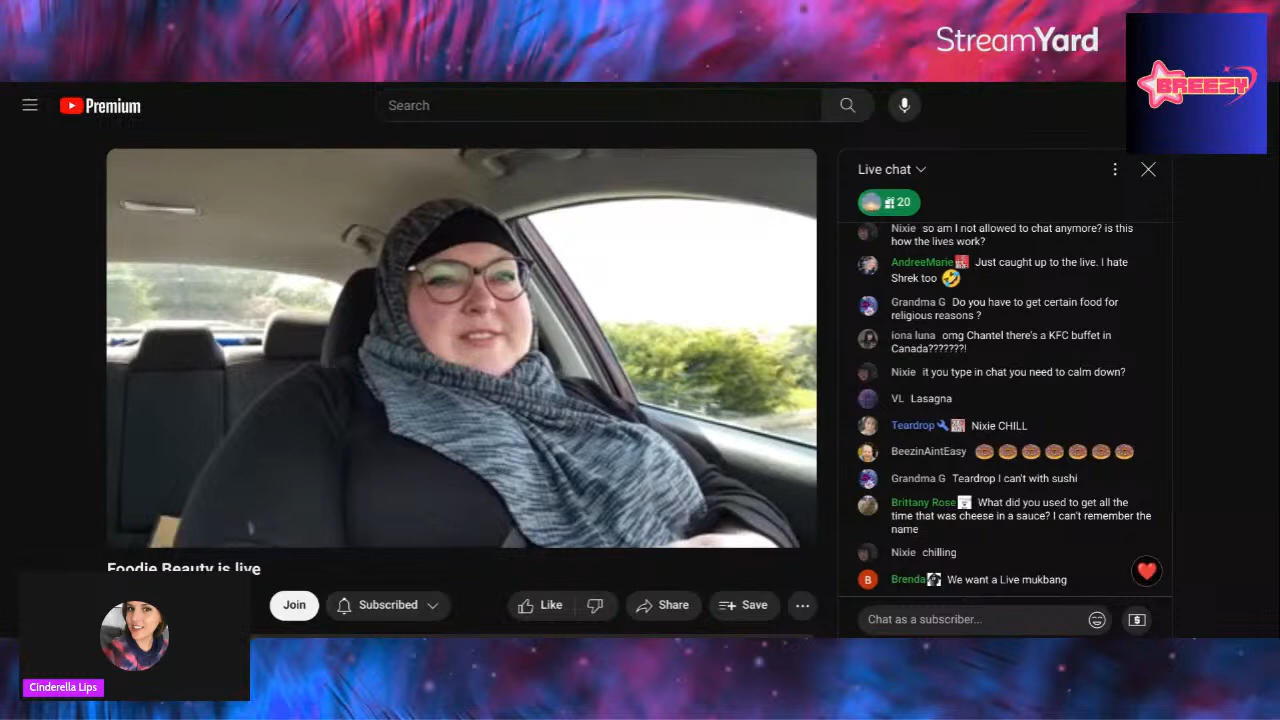 StreamYard
BREEZY
Premium
Search
Live chat
20
Nixie so am I not allowed to chat anymore? is this
how the lives work?
AndreeMarie Just caught up to the live. I hate
Shrek too
Grandma G Do you have to get certain food for
religious reasons ?
iona luna omg Chantel there's a KFC buffet in
Canada???????!
Nixie it you type in chat you need to calm down?
VL Lasagna
Teardrop Nixie CHILL
BeezinAintEasy
Grandma G Teardrop I can't with sushi
Brittany Rose What did you used to get all the
time that was cheese in a sauce? I can't remember the
name
Nixie chilling
B Brenda We want a Live mukbang
Chat as a subscriber...
Foodie Beauty is live
Join
Subscribed
Like
Share
Save
Cinderella Lips